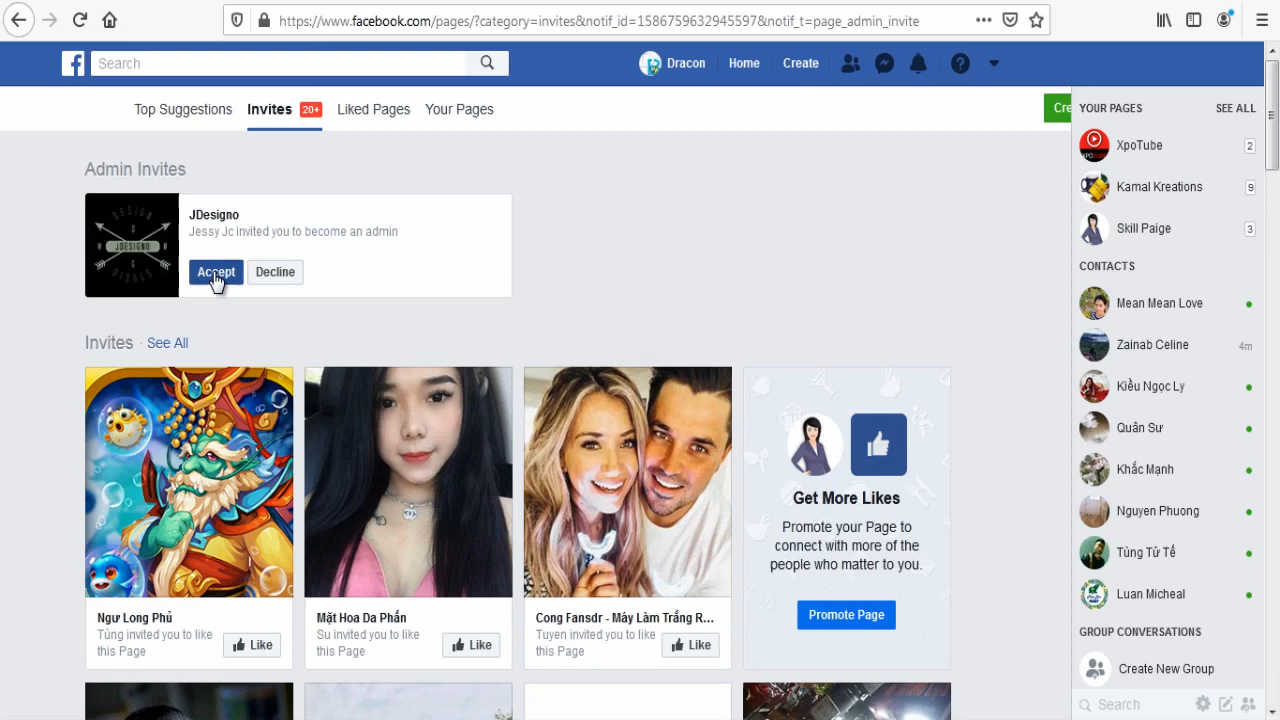 https://www.facebook.com/pages/?category=invites&notif_id=1586759632945597&notif_t=page_admin_invite
Search
Dracon
Home
Create
Top Suggestions
Invites 20+
Liked Pages
Your Pages
Cre
Admin Invites
JDESIGNO
JDesigno
Jessy Jc invited you to become an admin
Accept
Decline
Invites · See All
Ngư Long Phủ
Tùng invited you to like
this Page
Like
Mặt Hoa Da Phấn
Su invited you to like
this Page
Like
Cong Fansdr - Máy Làm Trắng R...
Tuyen invited you to like
this Page
Like
Get More Likes
Promote your Page to
connect with more of the
people who matter to you.
Promote Page
YOUR PAGES
SEE ALL
XpoTube
2
Kamal Kreations
9
Skill Paige
3
CONTACTS
Mean Mean Love
Zainab Celine
4m
Kiều Ngọc Ly
Quân Sư
Khắc Mạnh
Nguyen Phuong
Tùng Tử Tế
Luan Micheal
GROUP CONVERSATIONS
Create New Group
Search